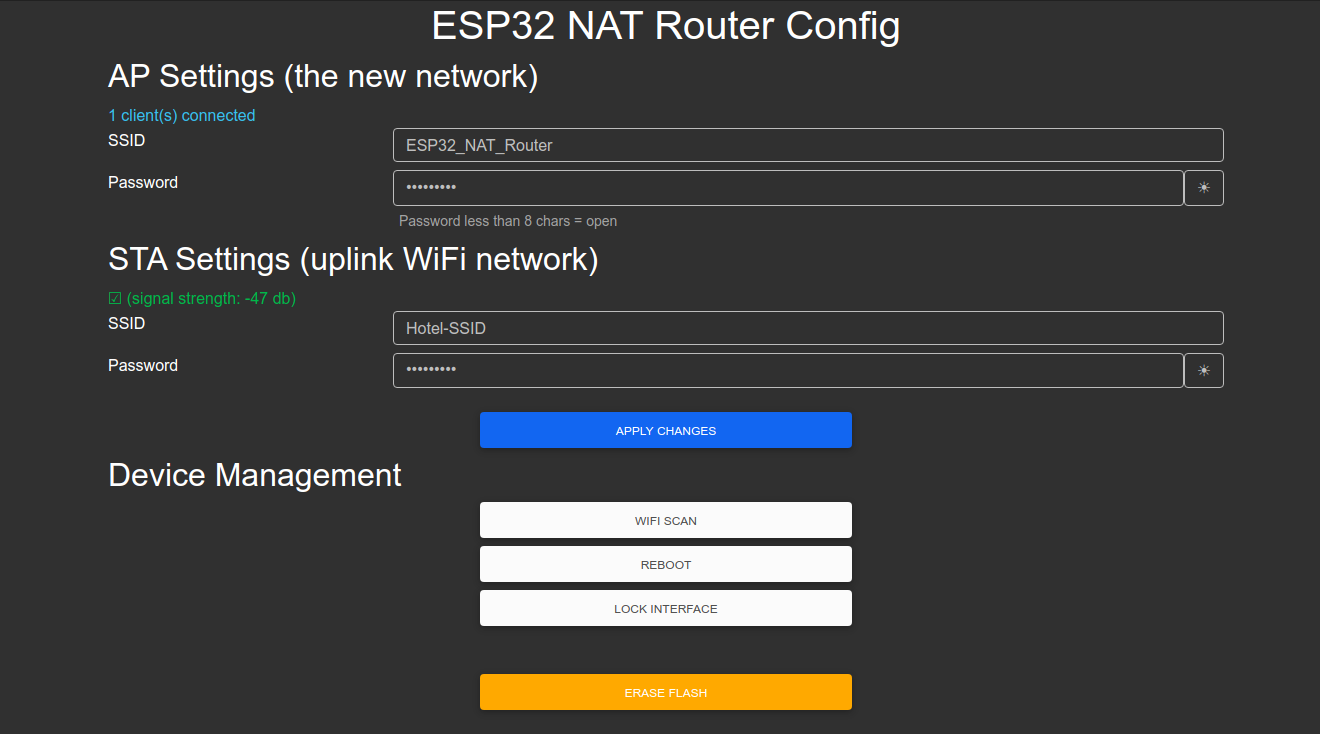 ESP32 NAT Router Config
AP Settings (the new network)
1 client(s) connected
SSID
ESP32_NAT_Router
Password
•••••••••
☀
Password less than 8 chars = open
STA Settings (uplink WiFi network)
☑ (signal strength: -47 db)
SSID
Hotel-SSID
Password
•••••••••
☀
APPLY CHANGES
Device Management
WIFI SCAN
REBOOT
LOCK INTERFACE
ERASE FLASH